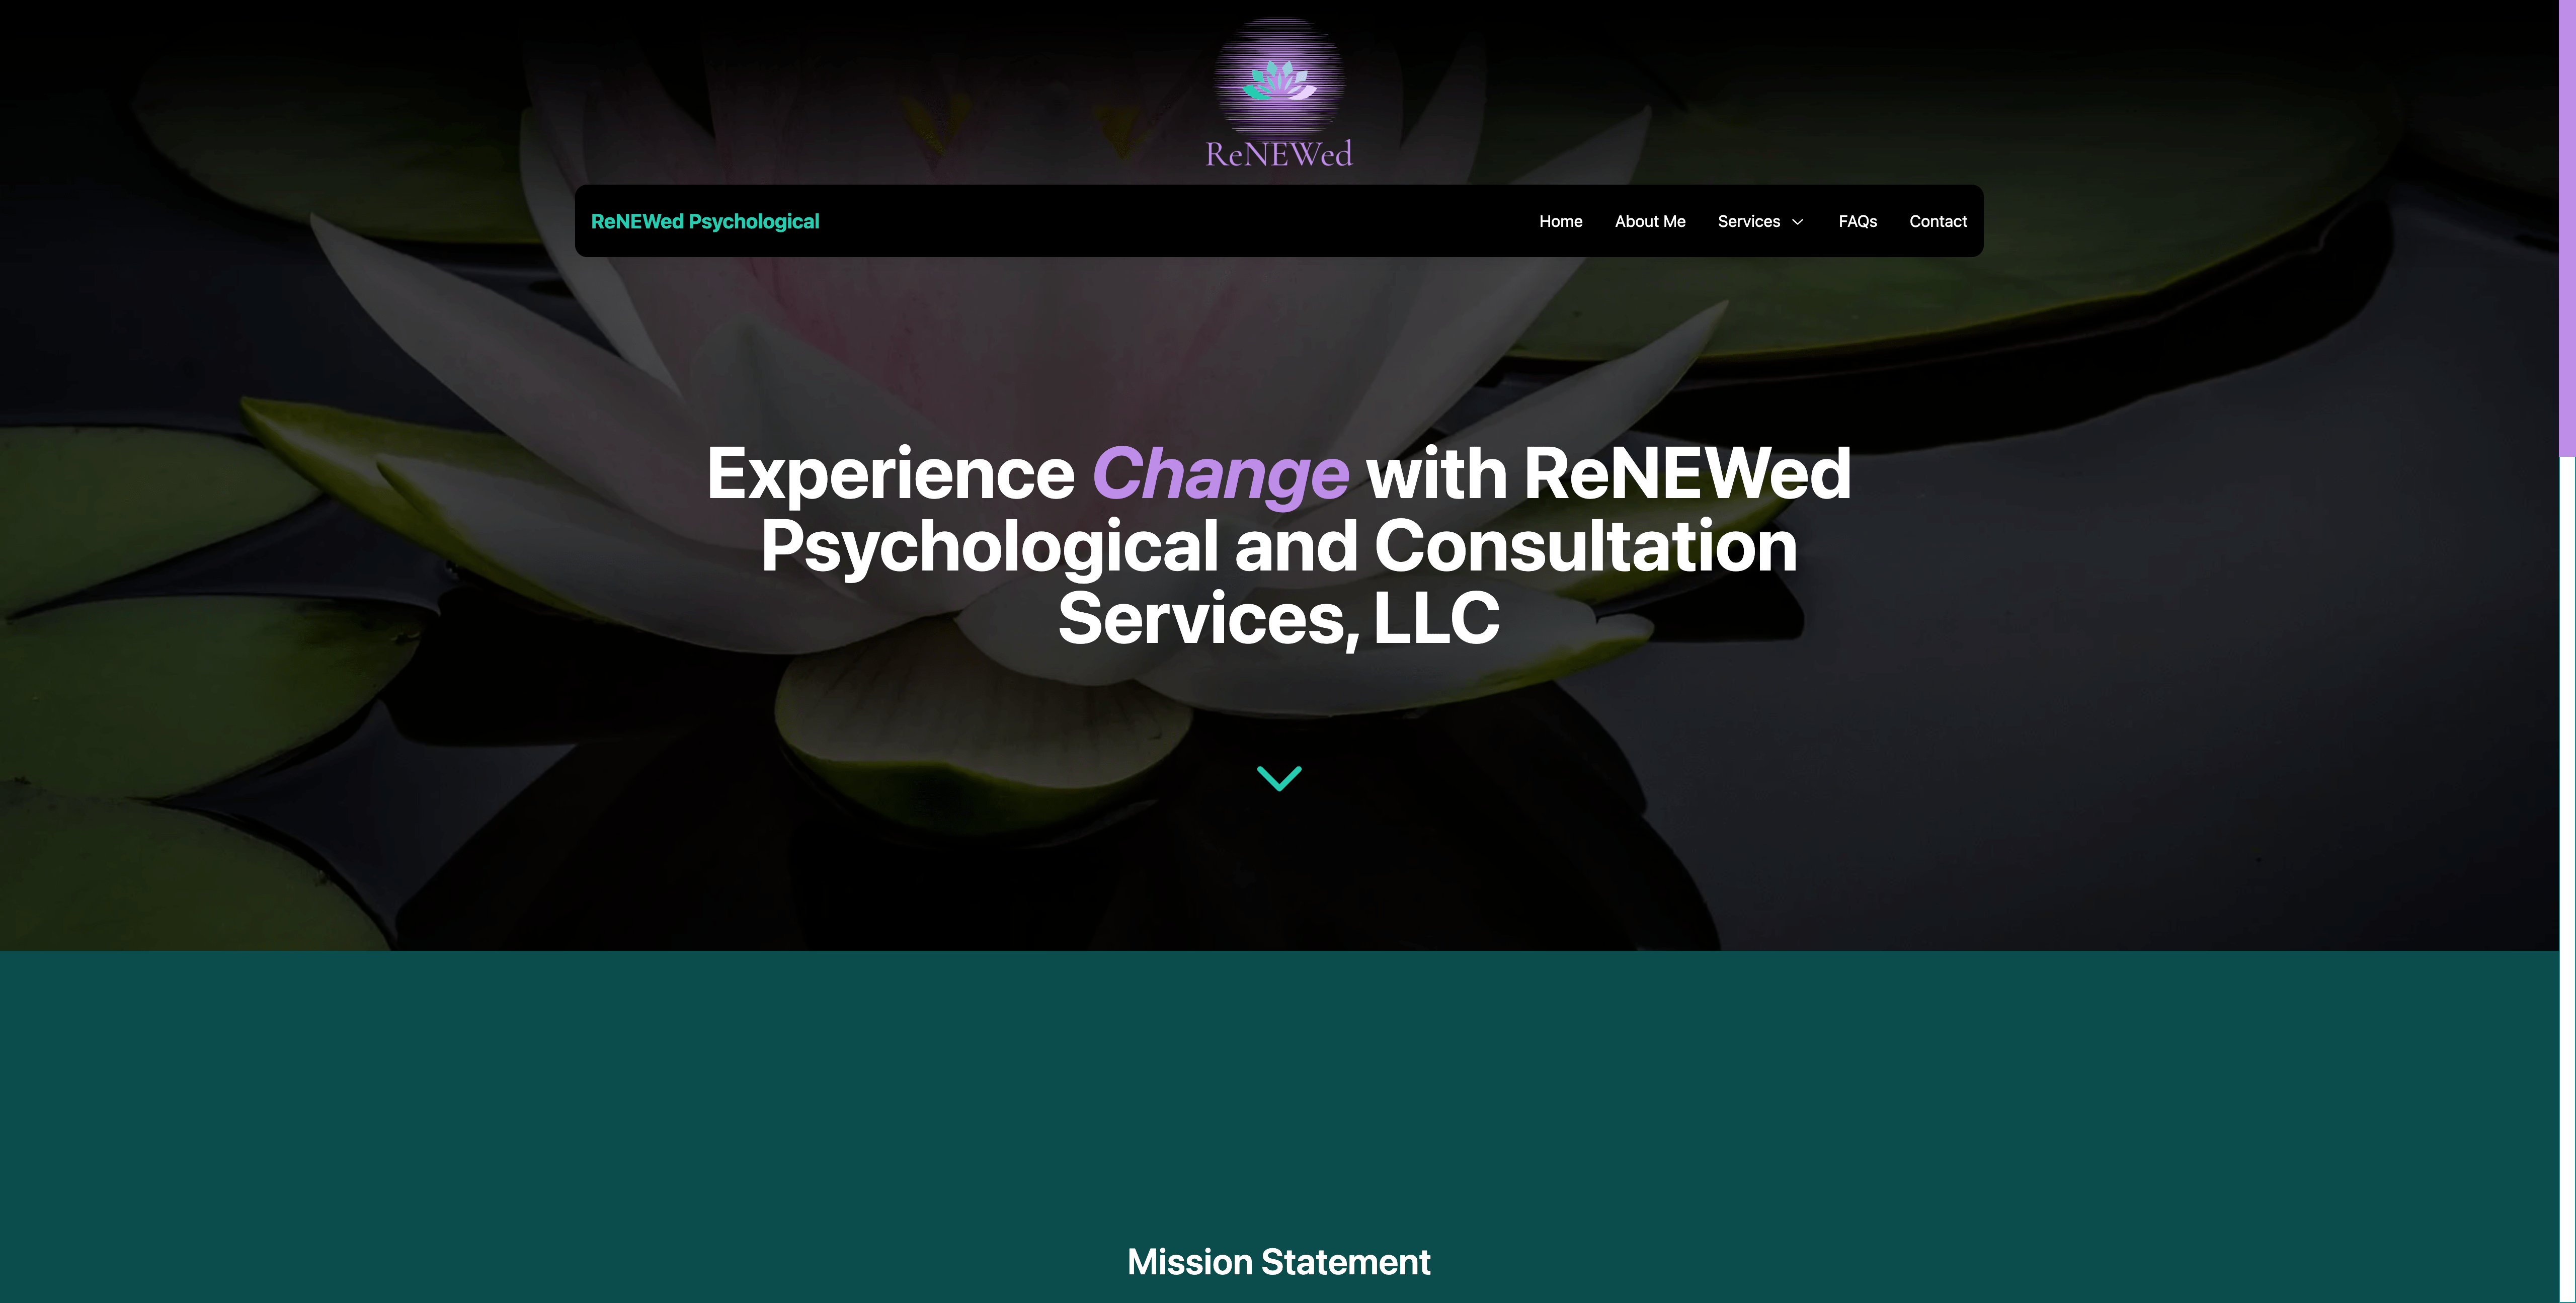 ReNEWed
ReNEWed Psychological
Home
About Me
Services
FAQs
Contact
Experience Change with ReNEWed
Psychological and Consultation
Services, LLC
Mission Statement